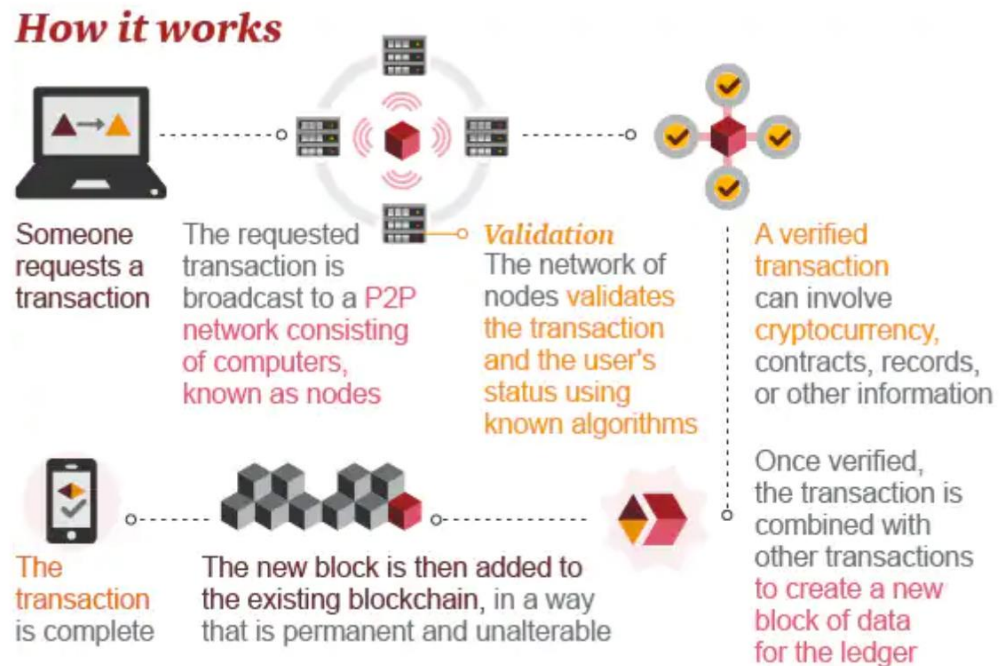 How it works
Someone
requests a
transaction
The requested
transaction is
broadcast to a P2P
network consisting
of computers,
known as nodes
Validation
The network of
nodes validates
the transaction
and the user's
status using
known algorithms
A verified
transaction
can involve
cryptocurrency,
contracts, records,
or other information
Once verified,
the transaction is
combined with
other transactions
to create a new
block of data
for the ledger
The new block is then added to
the existing blockchain, in a way
that is permanent and unalterable
The
transaction
is complete